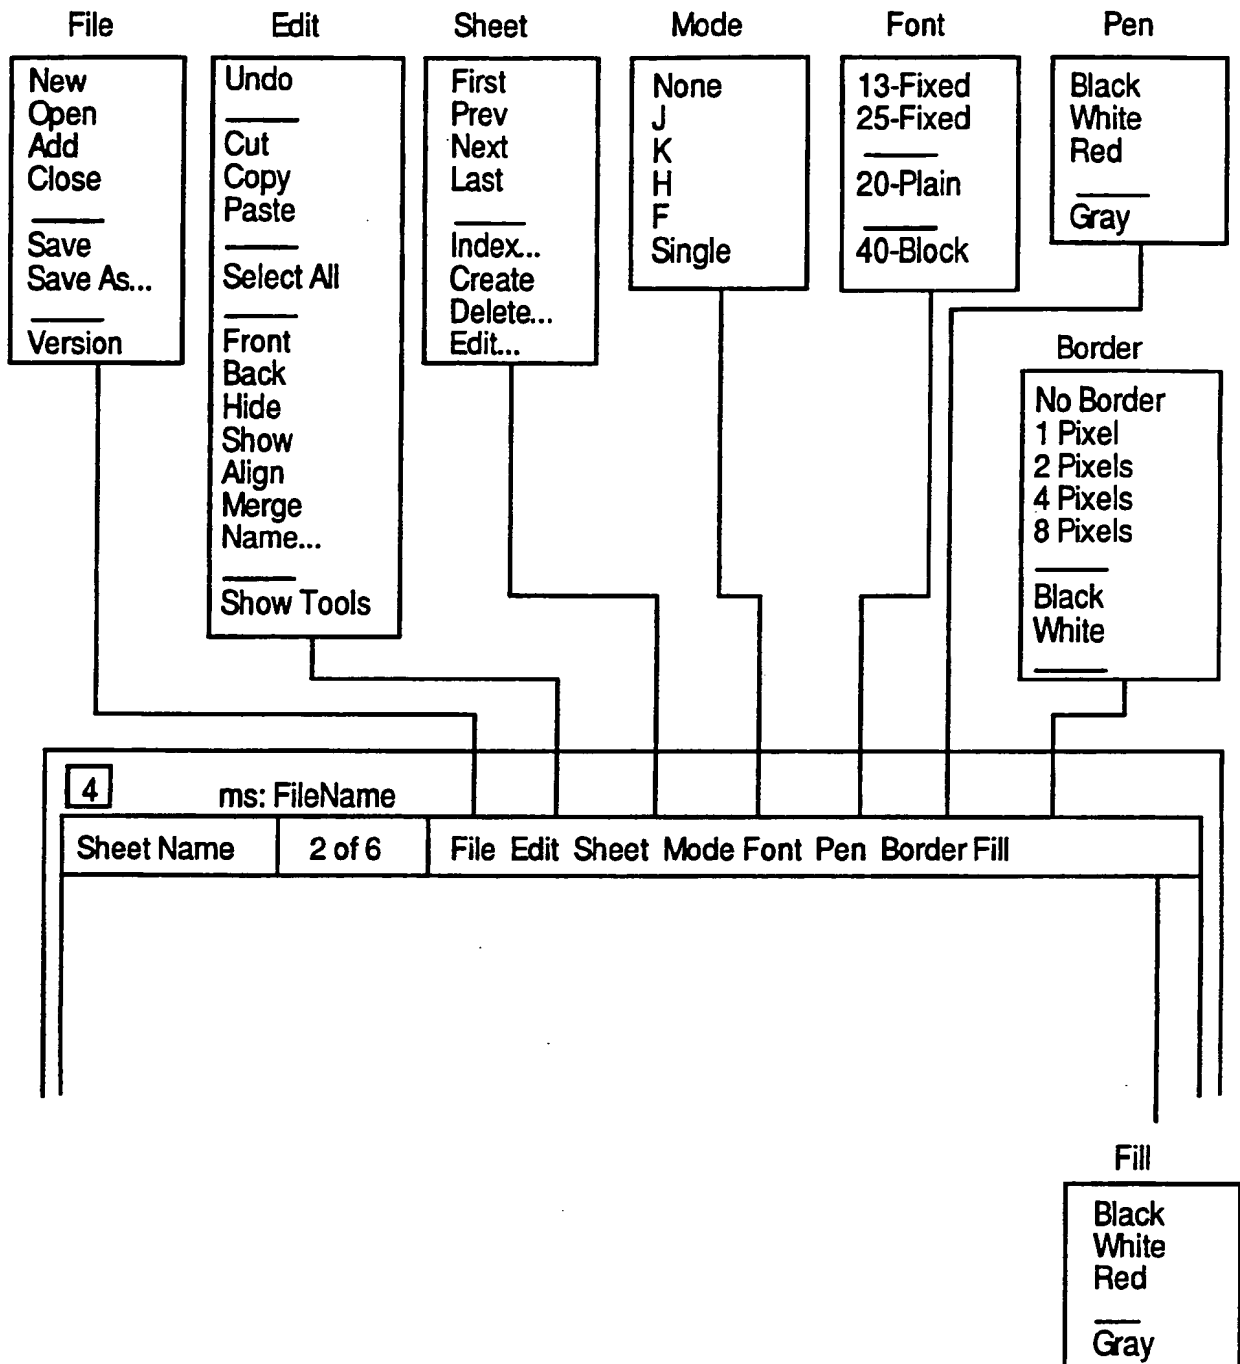 File
New
Open
Add
Close
Save
Save As...
Version
Edit
Undo
Cut
Copy
Paste
Select All
Front
Back
Hide
Show
Align
Merge
Name...
Show Tools
Sheet
First
Prev
Next
Last
Index...
Create
Delete...
Edit...
Mode
None
J
K
H
F
Single
Font
13-Fixed
25-Fixed
20-Plain
40-Block
Pen
Black
White
Red
Gray
Border
No Border
1 Pixel
2 Pixels
4 Pixels
8 Pixels
Black
White
4
ms: FileName
Sheet Name
2 of 6
File Edit Sheet Mode Font Pen Border Fill
Fill
Black
White
Red
Gray